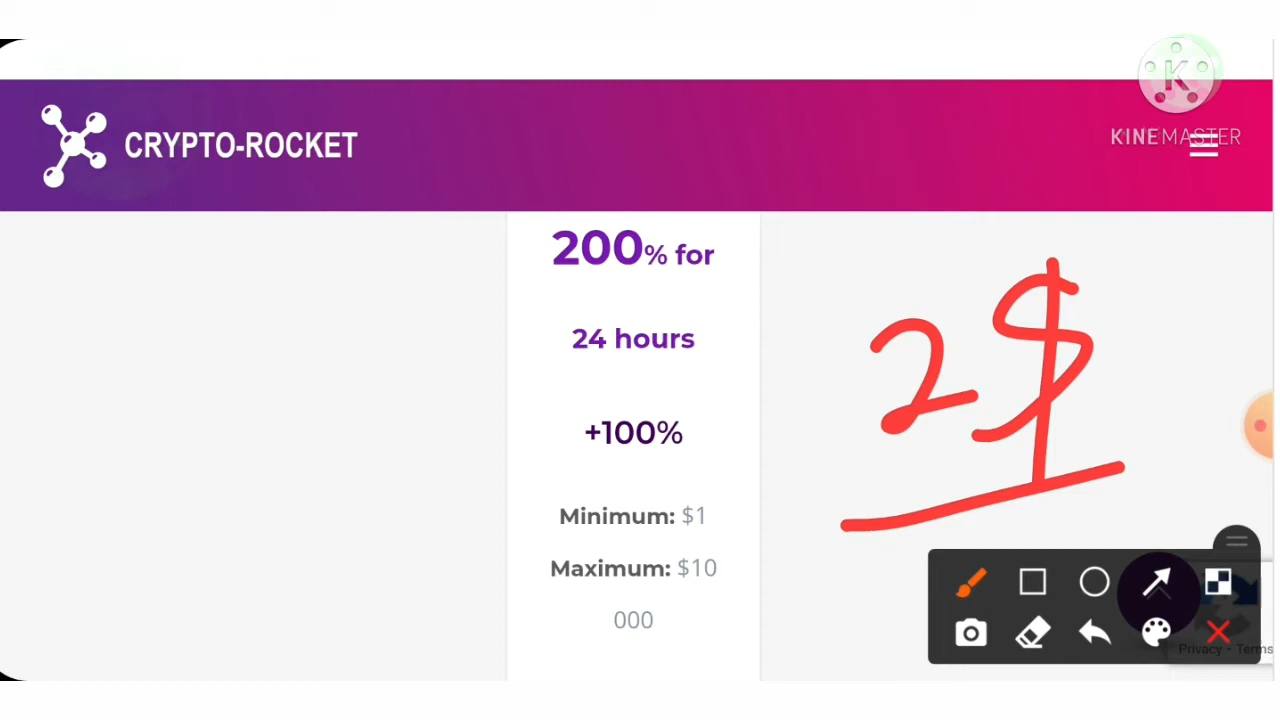 KINEMASTER
CRYPTO-ROCKET
200% for
24 hours
+100%
Minimum: $1
Maximum: $10
000
2$
Privacy • Terms